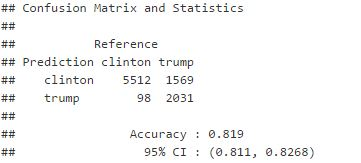 ## Confusion Matrix and Statistics
##
##           Reference
## Prediction clinton trump
##    clinton    5512  1569
##    trump        98  2031
##
##                Accuracy : 0.819
##                  95% CI : (0.811, 0.8268)